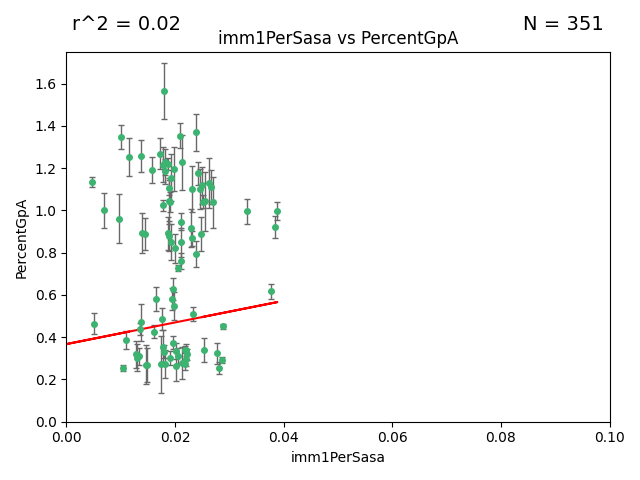 r^2 = 0.02
N = 351
imm1PerSasa vs PercentGpA
PercentGpA
1.6
1.4
1.2
1.0
0.8
0.6
0.4
0.2
0.0
0.00 0.02 0.04 0.06 0.08 0.10
imm1PerSasa